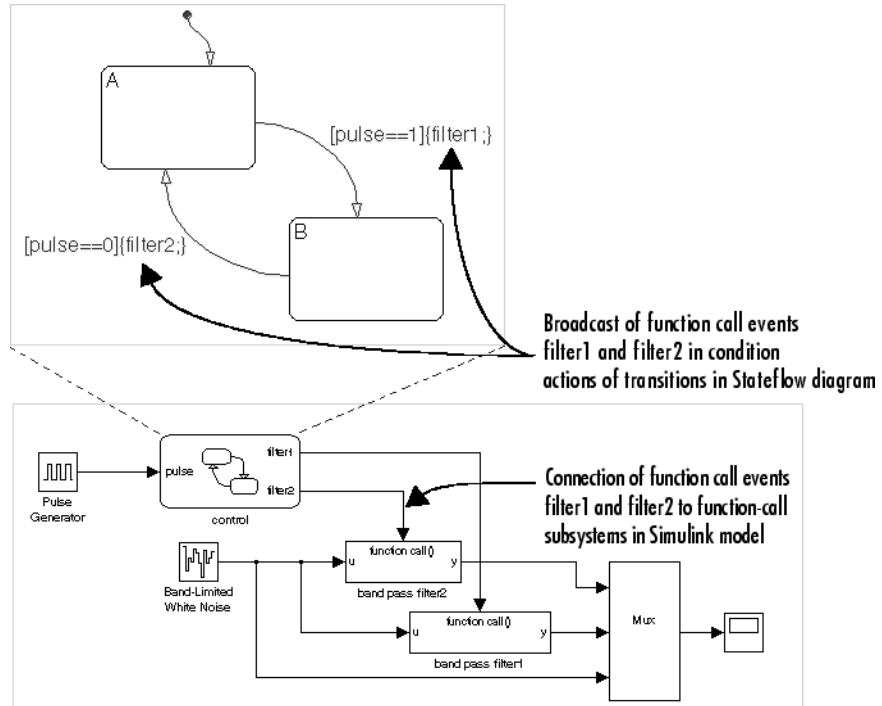 A
[pulse==1]{filter1;}
B
[pulse==0]{filter2;}
Broadcast of function call events
filter1 and filter2 in condition
actions of transitions in Stateflow diagram
pulse
filter1
filter2
control
Pulse
Generator
Connection of function call events
filter1 and filter2 to function-call
subsystems in Simulink model
Band-Limited
White Noise
function call()
u
y
band pass filter2
function call()
u
y
band pass filter1
Mux